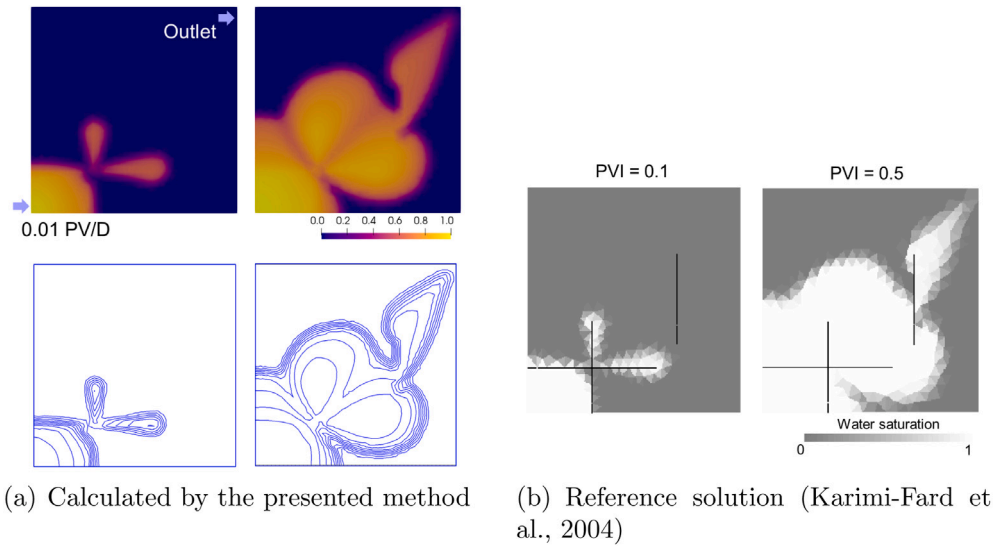 Outlet
0.01 PV/D
0.0 0.2 0.4 0.6 0.8 1.0
(a) Calculated by the presented method
PVI = 0.1
PVI = 0.5
Water saturation
0 1
(b) Reference solution (Karimi-Fard et
al., 2004)